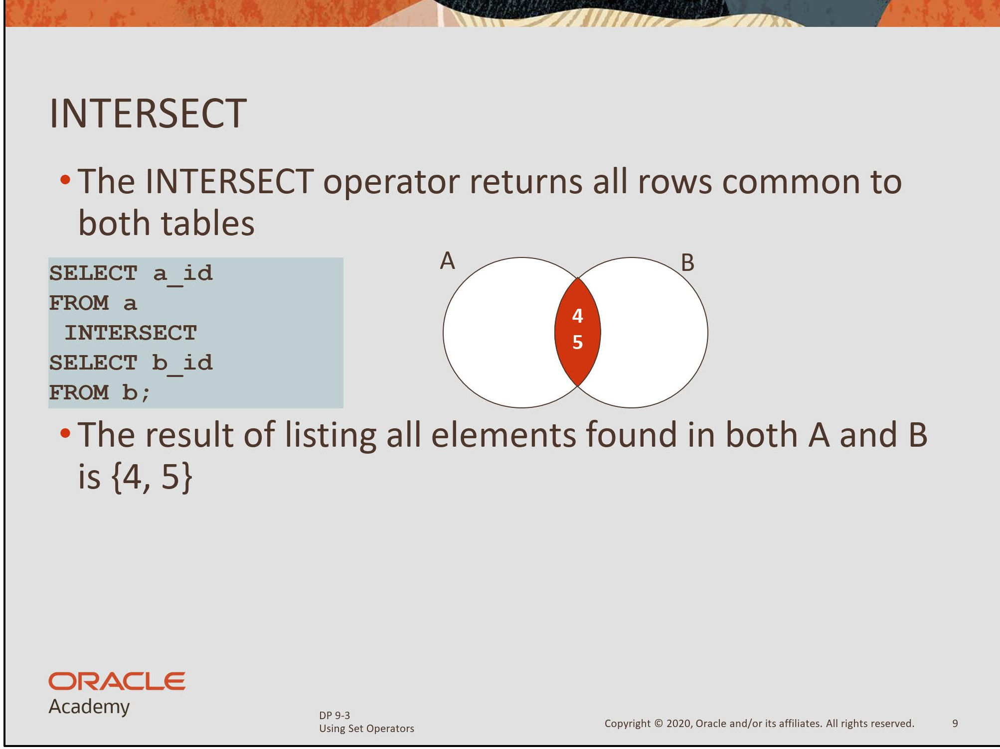 INTERSECT
• The INTERSECT operator returns all rows common to
both tables
SELECT a_id
FROM a
INTERSECT
SELECT b_id
FROM b;
A
B
4
5
• The result of listing all elements found in both A and B
is {4, 5}
ORACLE
Academy
DP 9-3
Using Set Operators
Copyright © 2020, Oracle and/or its affiliates. All rights reserved.
9